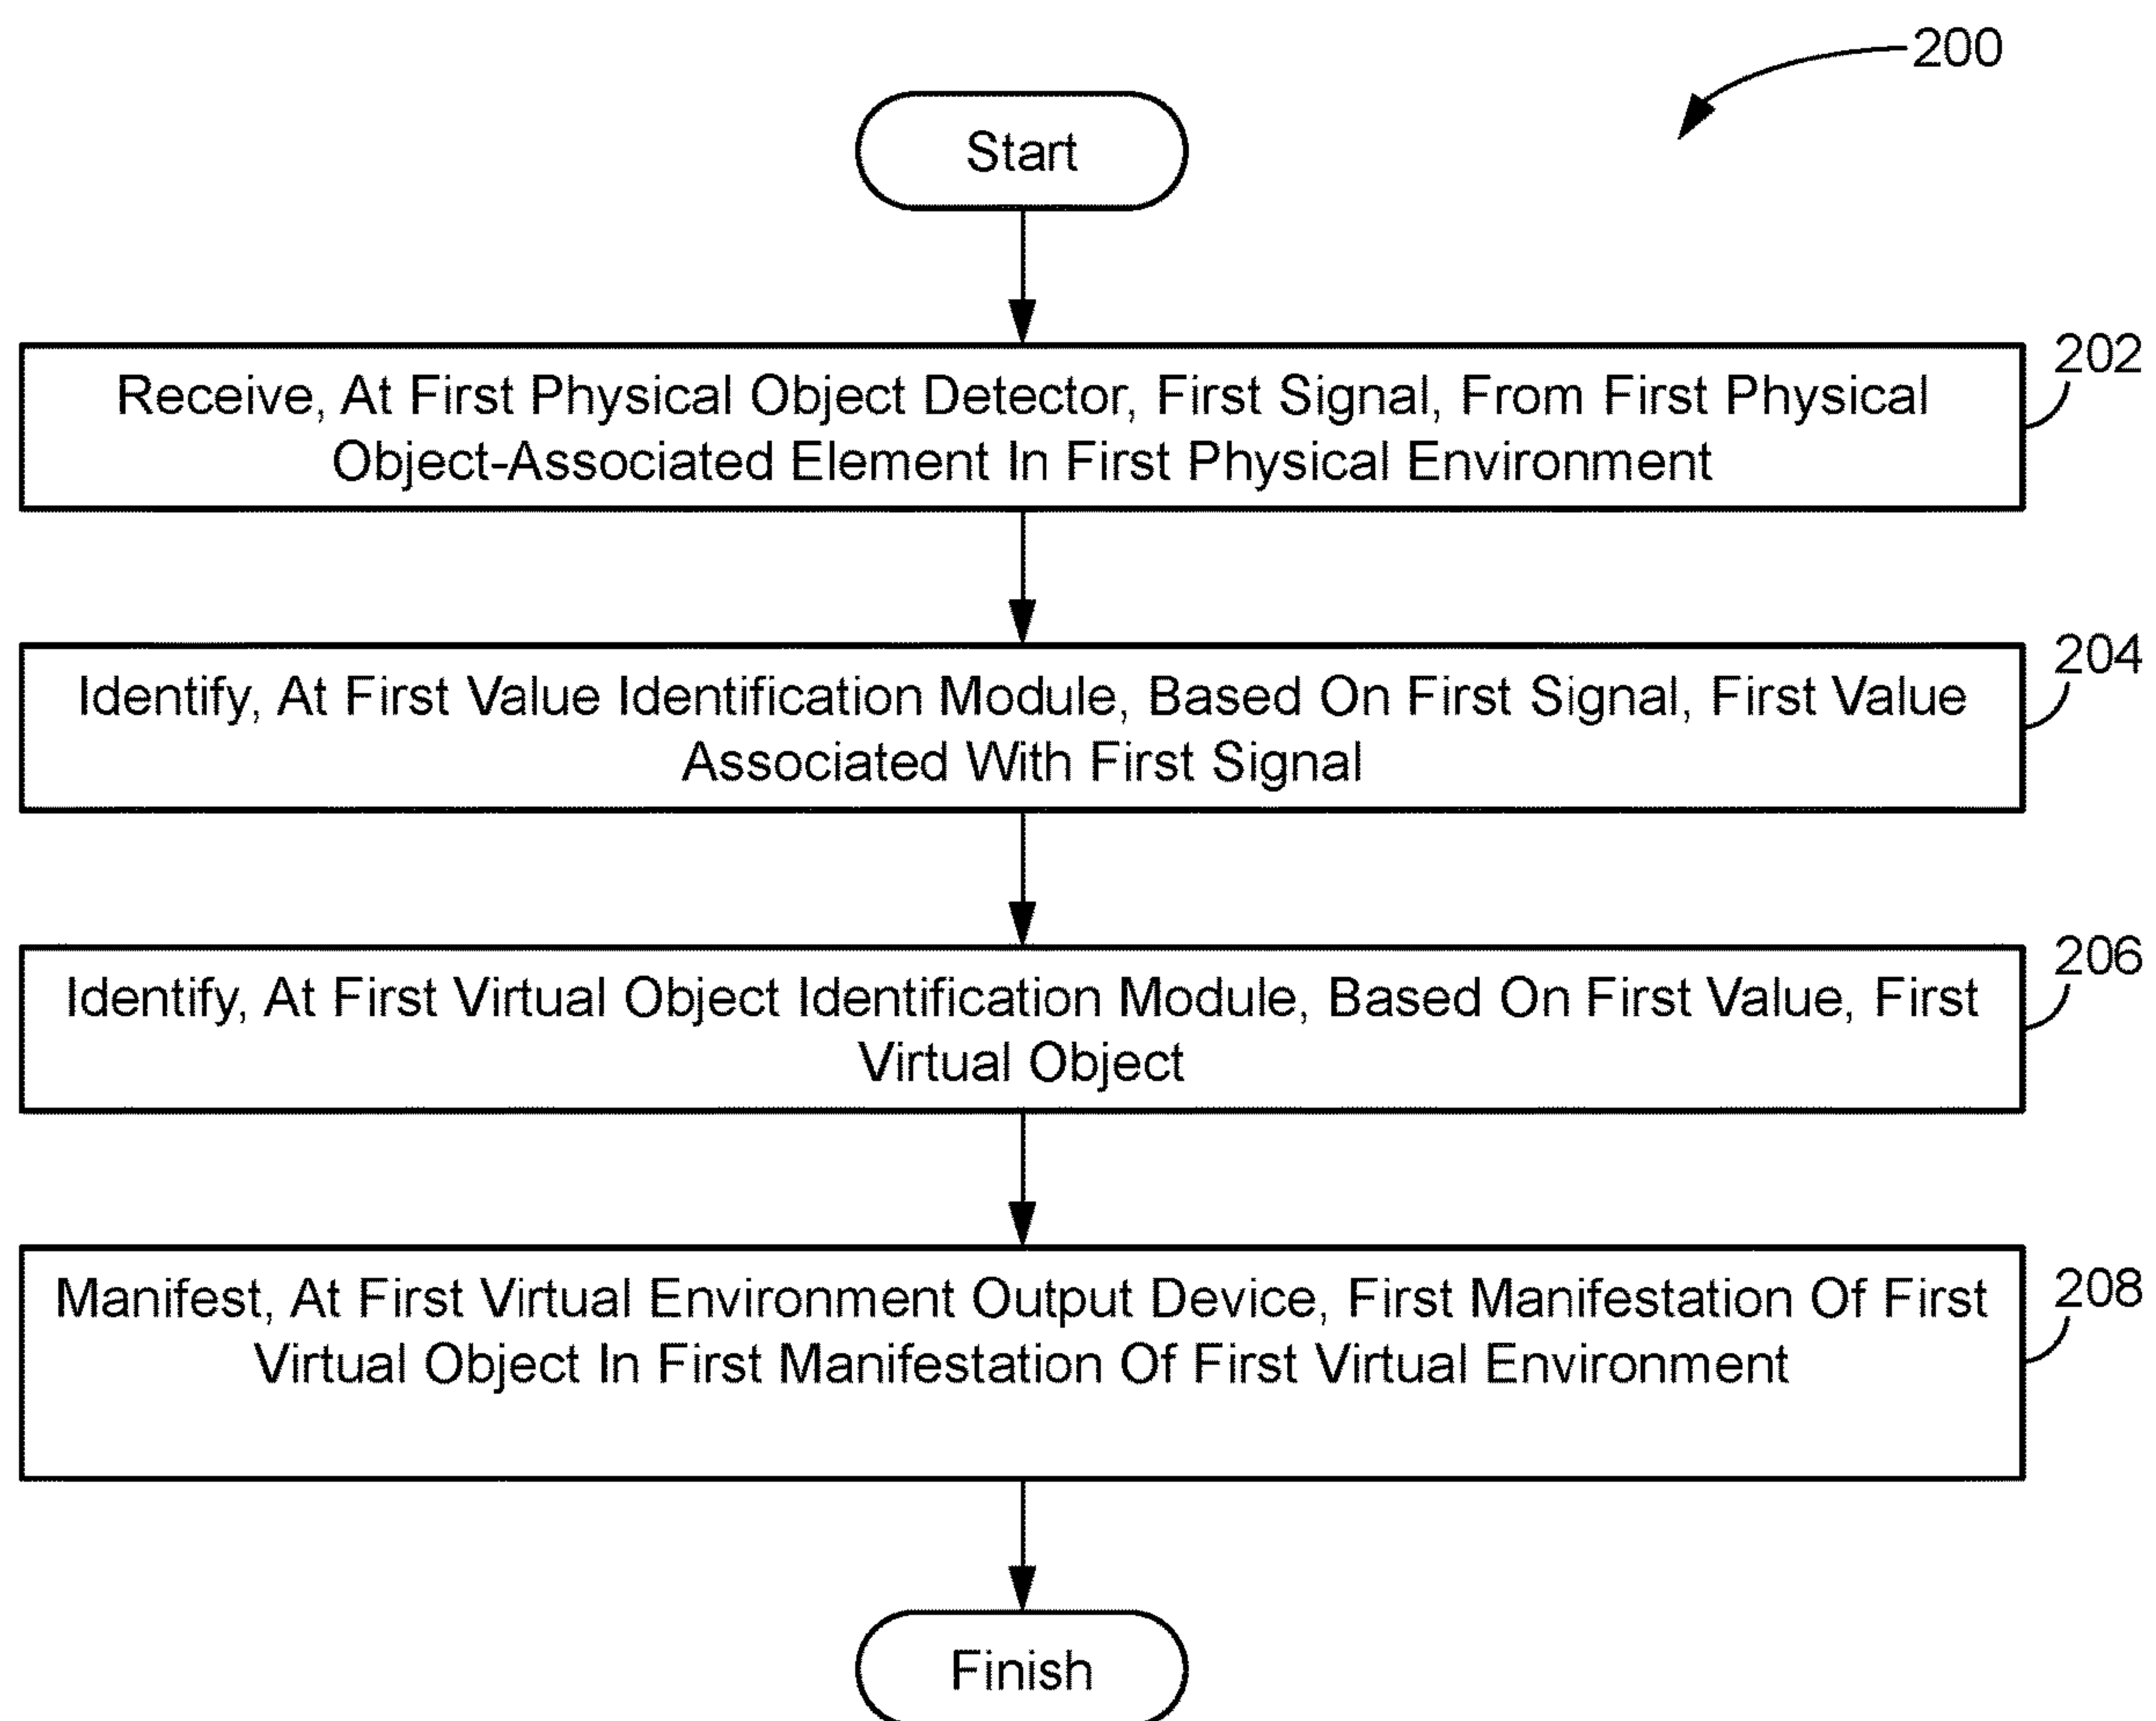 200
Start
202
Receive, At First Physical Object Detector, First Signal, From First Physical
Object-Associated Element In First Physical Environment
204
Identify, At First Value Identification Module, Based On First Signal, First Value
Associated With First Signal
206
Identify, At First Virtual Object Identification Module, Based On First Value, First
Virtual Object
208
Manifest, At First Virtual Environment Output Device, First Manifestation Of First
Virtual Object In First Manifestation Of First Virtual Environment
Finish